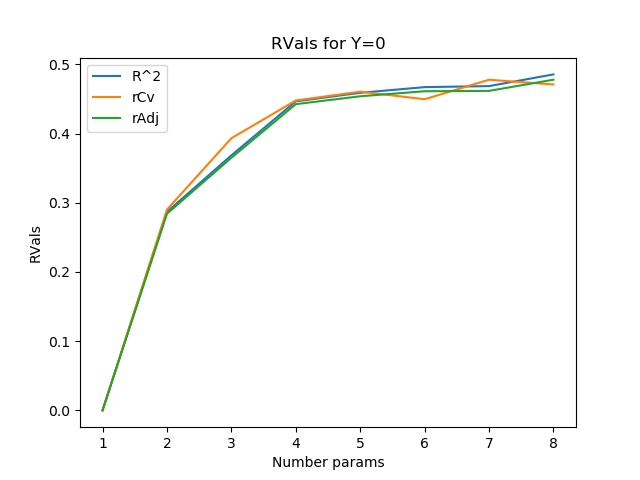 RVals for Y=0
R^2
rCv
rAdj
0.5
0.4
0.3
0.2
0.1
0.0
RVals
1 2 3 4 5 6 7 8
Number params